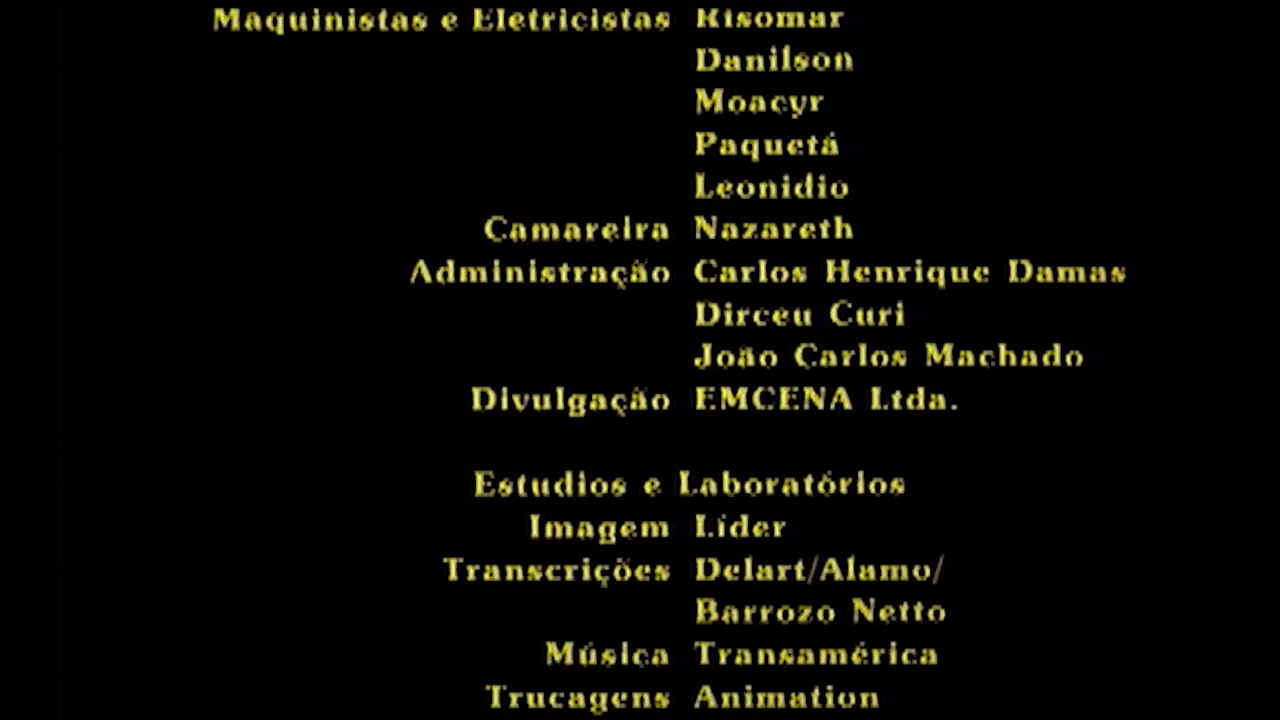 Maquinistas e Eletricistas Risomar
Danilson
Moacyr
Paquetá
Leonidio
Camareira Nazareth
Administração Carlos Henrique Damas
Dirceu Curi
João Carlos Machado
Divulgação EMCENA Ltda.
Estudios e Laboratórios
Imagem Líder
Transcrições Delart/Alamo/
Barrozo Netto
Música Transamérica
Trucagens Animation